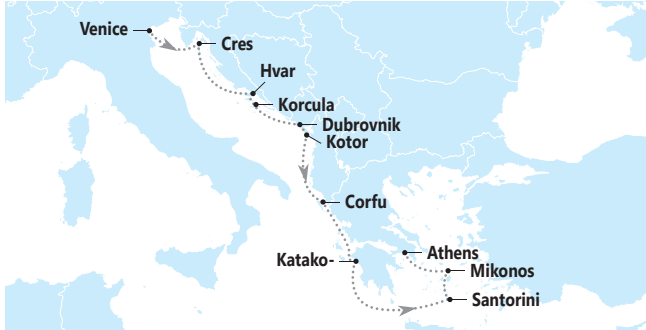 Venice
Cres
Hvar
Korcula
Dubrovnik
Kotor
Corfu
Katako-
Athens
Mikonos
Santorini